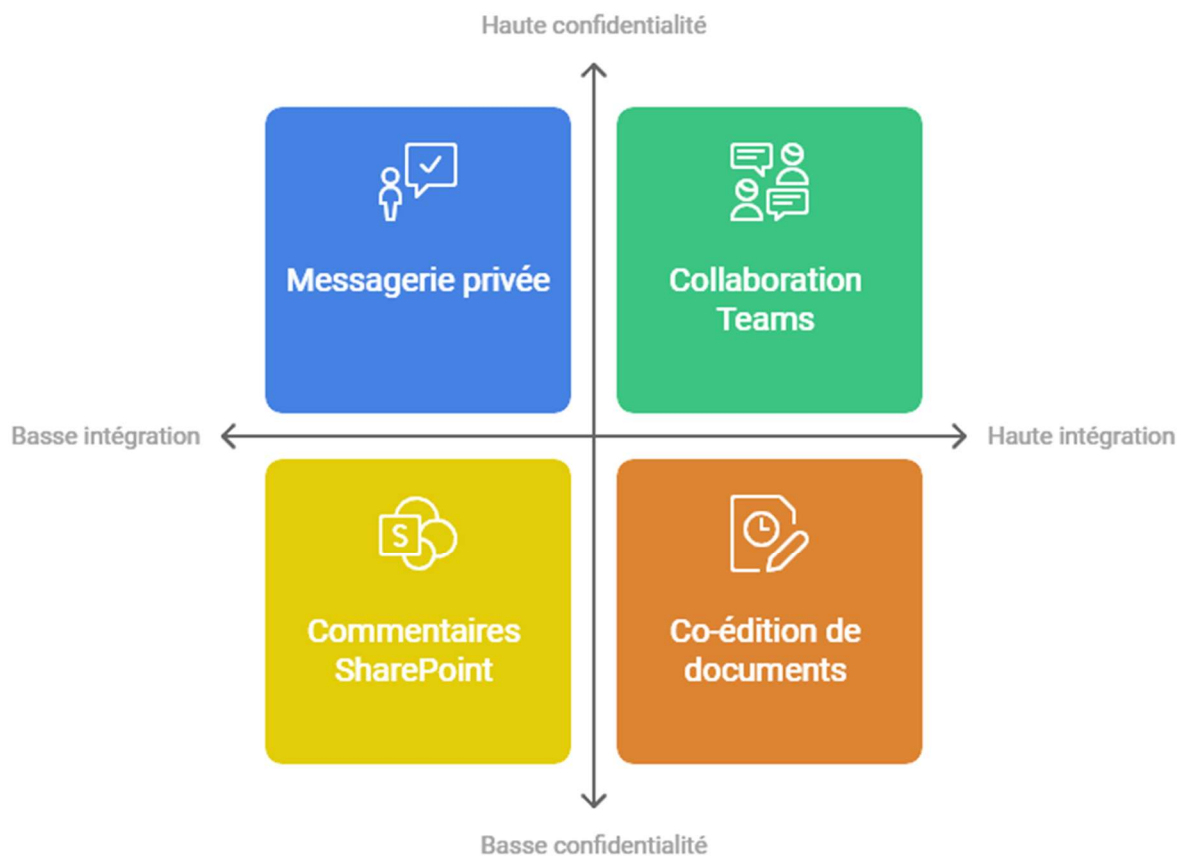 Haute confidentialité
Messagerie privée
Collaboration
Teams
Basse intégration
Haute intégration
S
Commentaires
SharePoint
Co-édition de
documents
Basse confidentialité